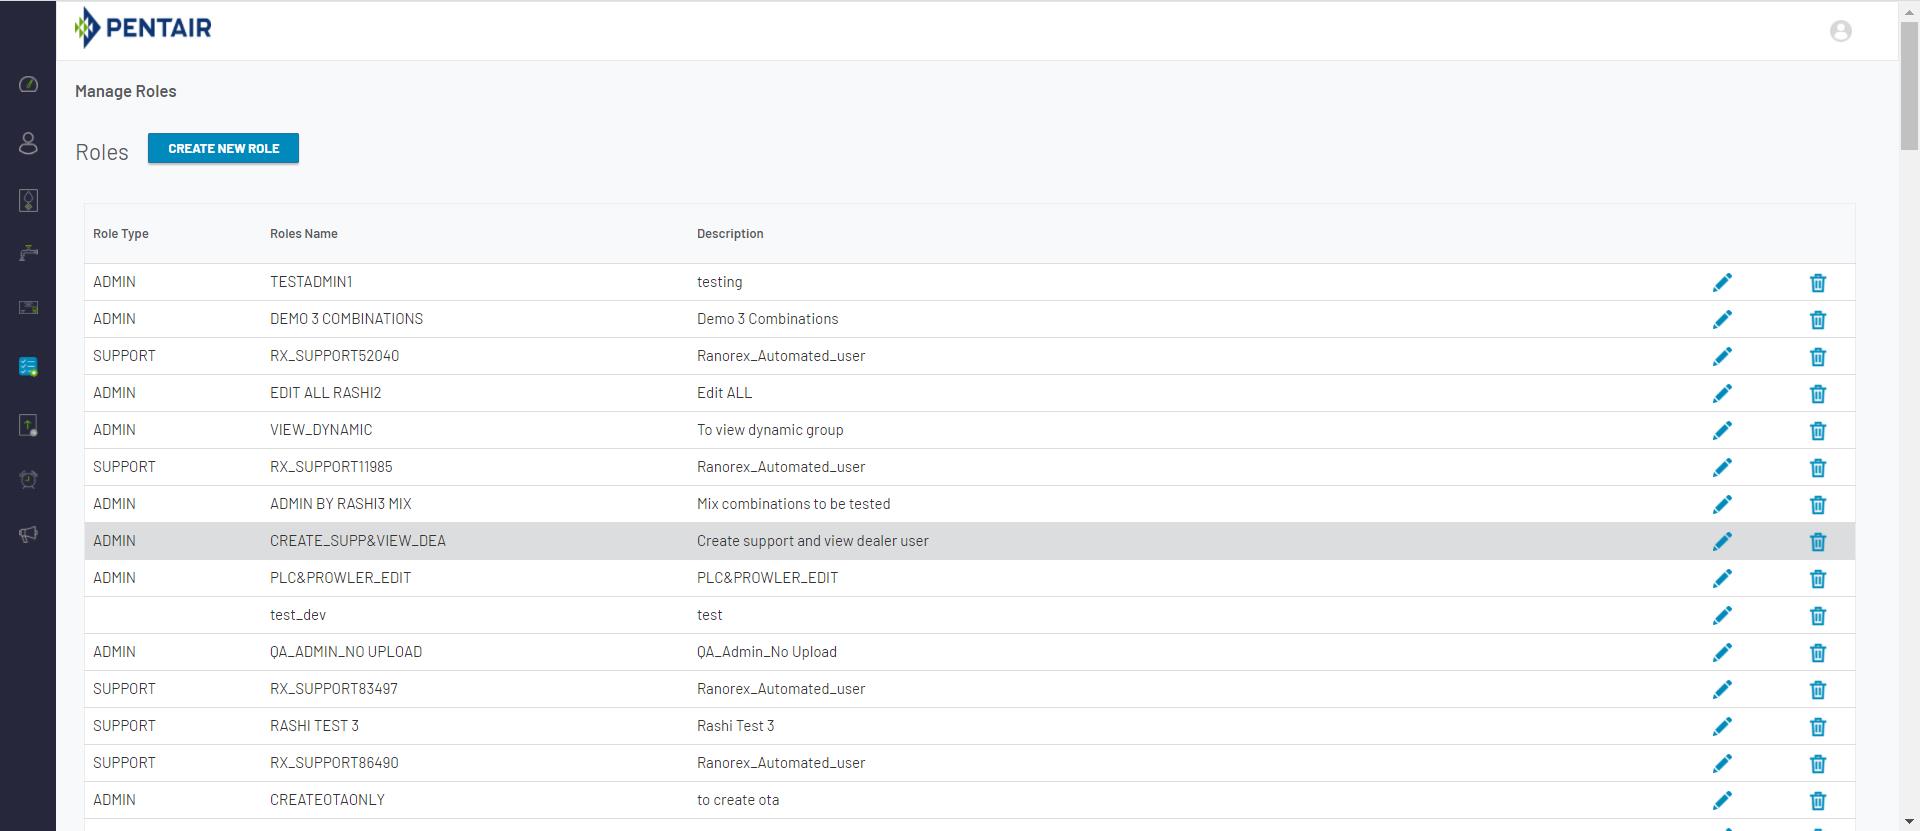 PENTAIR
Manage Roles
Roles CREATE NEW ROLE
Role Type Roles Name Description
ADMIN TESTADMIN1 testing
ADMIN DEMO 3 COMBINATIONS Demo 3 Combinations
SUPPORT RX_SUPPORT52040 Ranorex_Automated_user
ADMIN EDIT ALL RASHI2 Edit ALL
ADMIN VIEW_DYNAMIC To view dynamic group
SUPPORT RX_SUPPORT11985 Ranorex_Automated_user
ADMIN ADMIN BY RASHI3 MIX Mix combinations to be tested
ADMIN CREATE_SUPP&VIEW_DEA Create support and view dealer user
ADMIN PLC&PROWLER_EDIT PLC&PROWLER_EDIT
test_dev test
ADMIN QA_ADMIN_NO UPLOAD QA_Admin_No Upload
SUPPORT RX_SUPPORT83497 Ranorex_Automated_user
SUPPORT RASHI TEST 3 Rashi Test 3
SUPPORT RX_SUPPORT86490 Ranorex_Automated_user
ADMIN CREATEOTAONLY to create ota